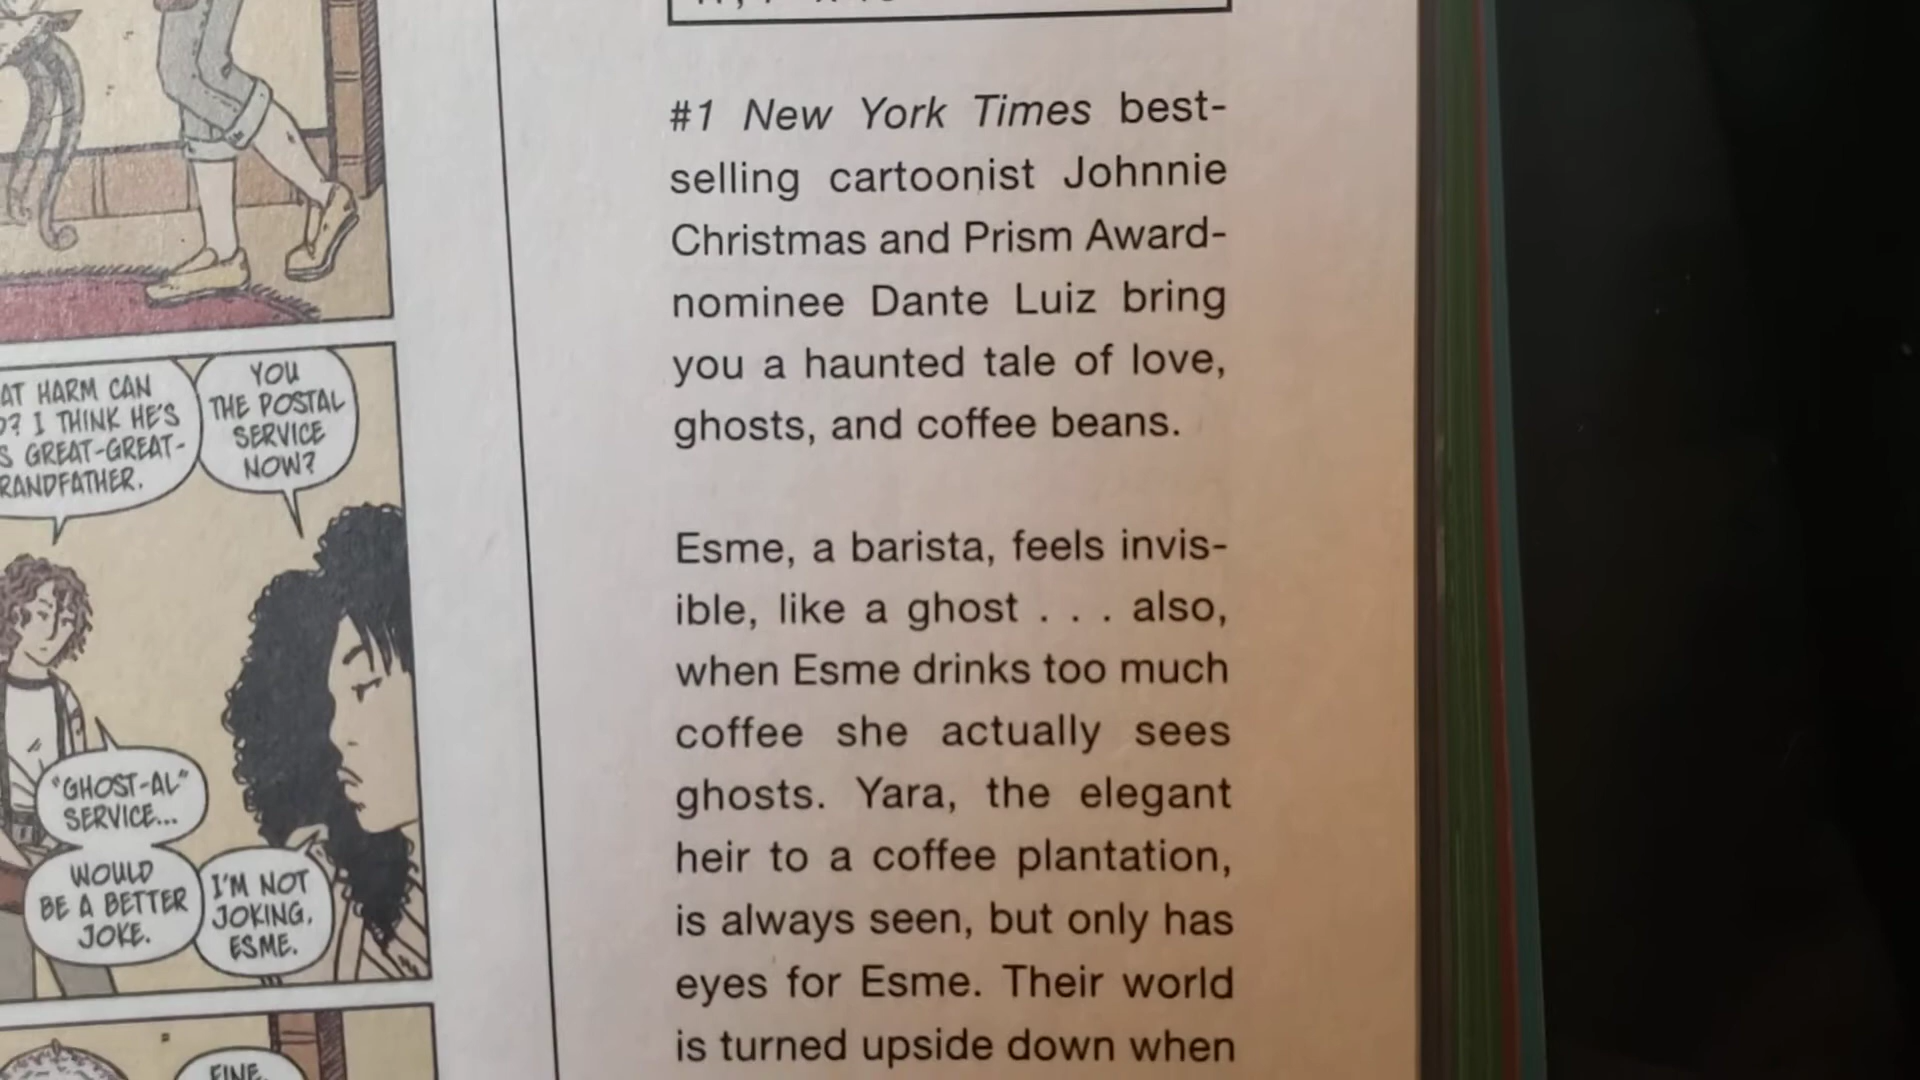 AT HARM CAN
? I THINK HE'S
S GREAT-GREAT-
RANDFATHER.
YOU
THE POSTAL
SERVICE
NOW?
"GHOST-AL"
SERVICE...
WOULD
BE A BETTER
JOKE.
I'M NOT
JOKING,
ESME.
FINE,
#1 New York Times best-
selling cartoonist Johnnie
Christmas and Prism Award-
nominee Dante Luiz bring
you a haunted tale of love,
ghosts, and coffee beans.
Esme, a barista, feels invis-
ible, like a ghost . . . also,
when Esme drinks too much
coffee she actually sees
ghosts. Yara, the elegant
heir to a coffee plantation,
is always seen, but only has
eyes for Esme. Their world
is turned upside down when